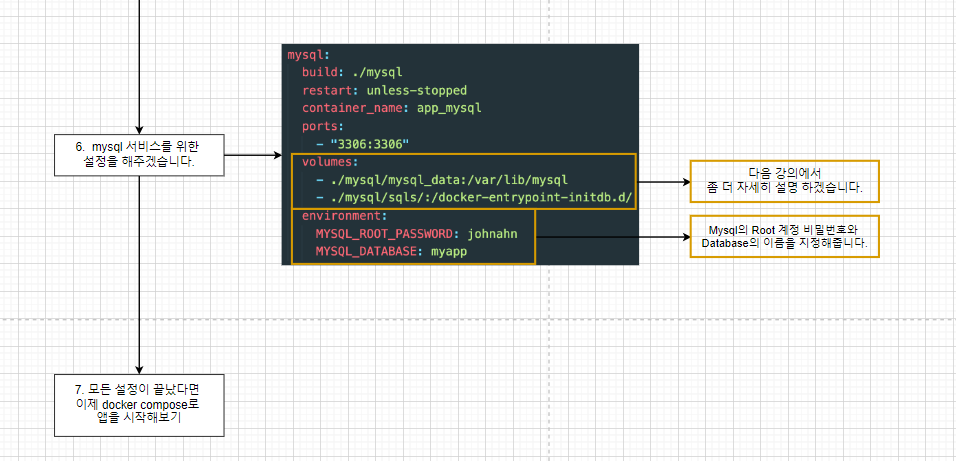 mysql:
build: ./mysql
restart: unless-stopped
container_name: app_mysql
ports:
- "3306:3306"
volumes:
- ./mysql/mysql_data:/var/lib/mysql
- ./mysql/sqls/:/docker-entrypoint-initdb.d/
environment:
MYSQL_ROOT_PASSWORD: johnahn
MYSQL_DATABASE: myapp
6. mysql 서비스를 위한
설정을 해주겠습니다.
다음 강의에서
좀 더 자세히 설명 하겠습니다.
Mysql의 Root 계정 비밀번호와
Database의 이름을 지정해줍니다.
7. 모든 설정이 끝났다면
이제 docker compose로
앱을 시작해보기